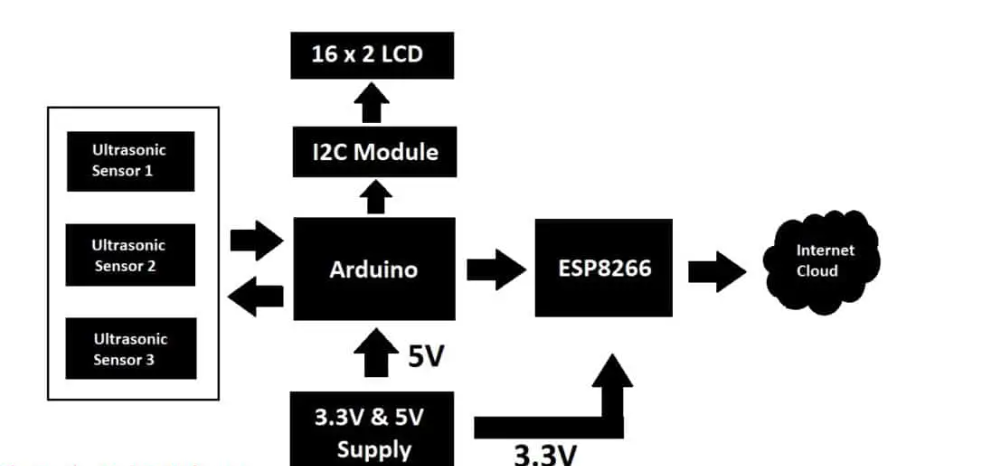 16 x 2 LCD
I2C Module
Ultrasonic
Sensor 1
Ultrasonic
Sensor 2
Ultrasonic
Sensor 3
Arduino
ESP8266
Internet
Cloud
5V
3.3V & 5V
Supply
3.3V